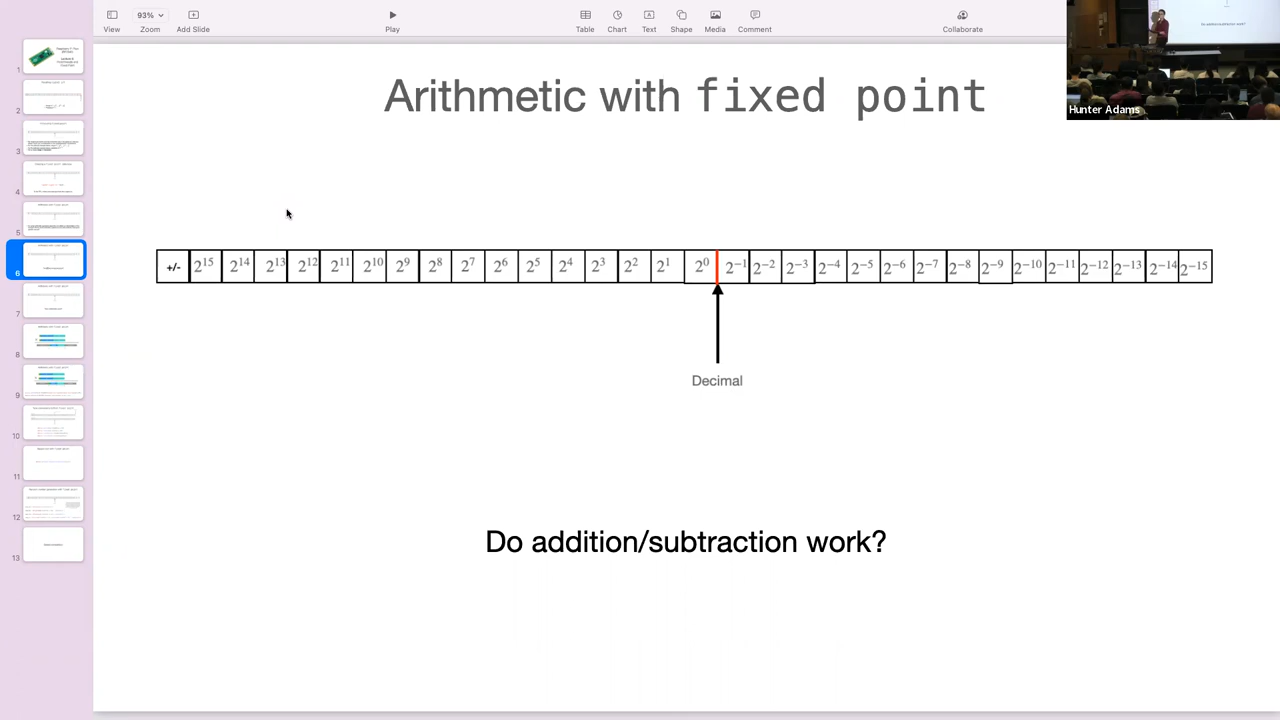 93%
View
Zoom
Add Slide
Play
Table
Chart
Text
Shape
Media
Comment
Collaborate
Do addition/subtraction work?
Hunter Adams
Arithmetic with fixed point
+/- 2^15 2^14 2^13 2^12 2^11 2^10 2^9 2^8 2^7 2^6 2^5 2^4 2^3 2^2 2^1 2^0 2^−1 2^−2 2^−3 2^−4 2^−5 2^−6 2^−7 2^−8 2^−9 2^−10 2^−11 2^−12 2^−13 2^−14 2^−15
Decimal
Do addition/subtraction work?
1
2
3
4
5
6
7
8
9
10
11
12
13